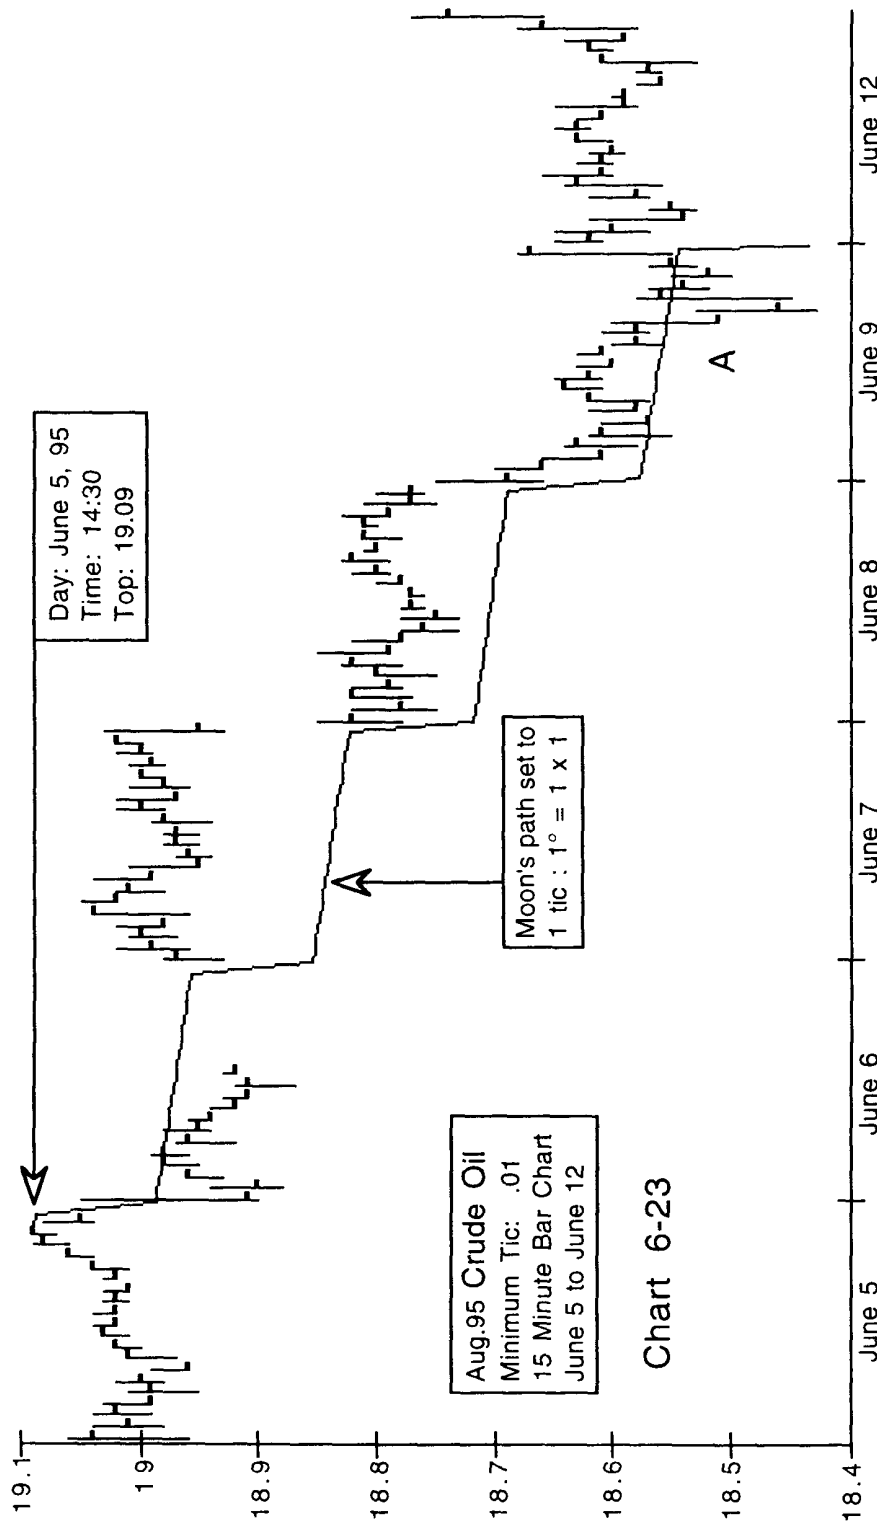 Day: June 5, 95
Time: 14:30
Top: 19.09
Moon's path set to
1 tic : 1° = 1 x 1
Aug.95 Crude Oil
Minimum Tic: .01
15 Minute Bar Chart
June 5 to June 12
Chart 6-23
A
19.1
19
18.9
18.8
18.7
18.6
18.5
18.4
June 5
June 6
June 7
June 8
June 9
June 12